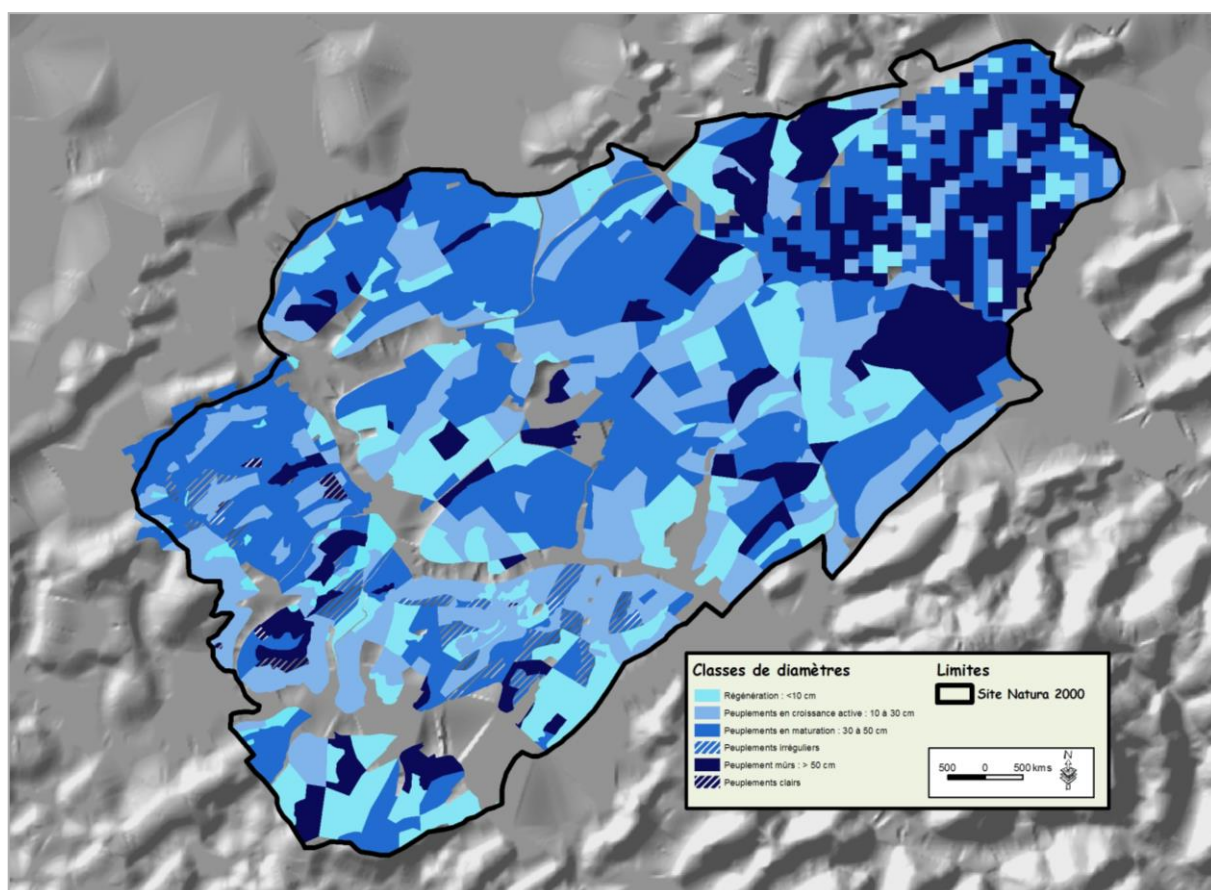 Classes de diamètres
Régénération : <10 cm
Peuplements en croissance active : 10 à 30 cm
Peuplements en maturation : 30 à 50 cm
Peuplements irréguliers
Peuplement mûrs : > 50 cm
Peuplements clairs
Limites
Site Natura 2000
500 0 500 kms
N